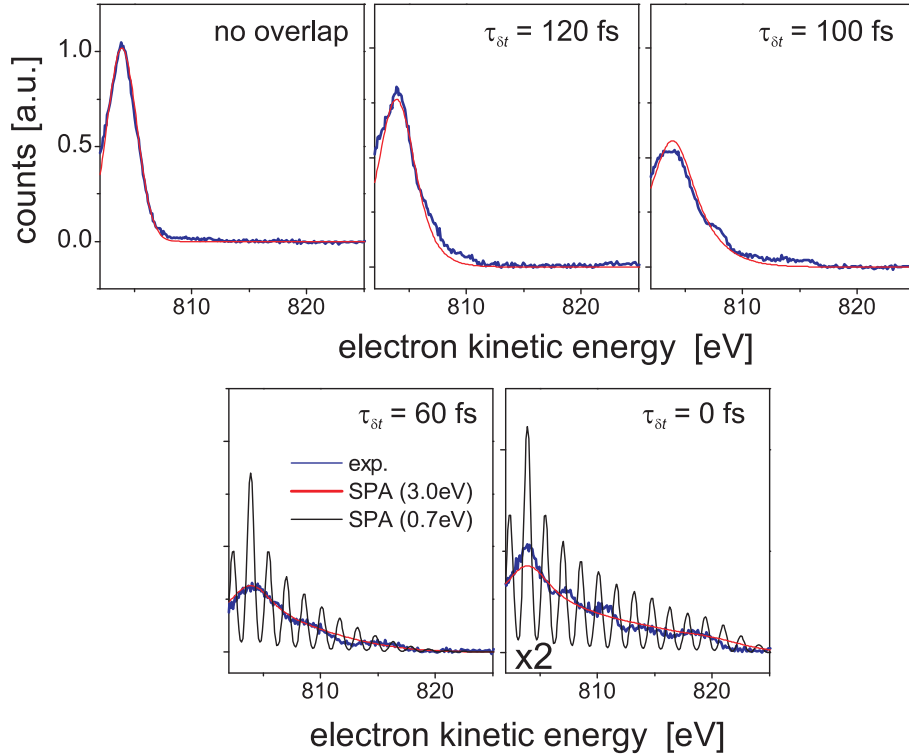 no overlap
τδt = 120 fs
τδt = 100 fs
counts [a.u.]
1.0
0.5
0.0
810 820
810 820
810 820
electron kinetic energy [eV]
τδt = 60 fs
τδt = 0 fs
exp.
SPA (3.0eV)
SPA (0.7eV)
x2
810 820
810 820
electron kinetic energy [eV]